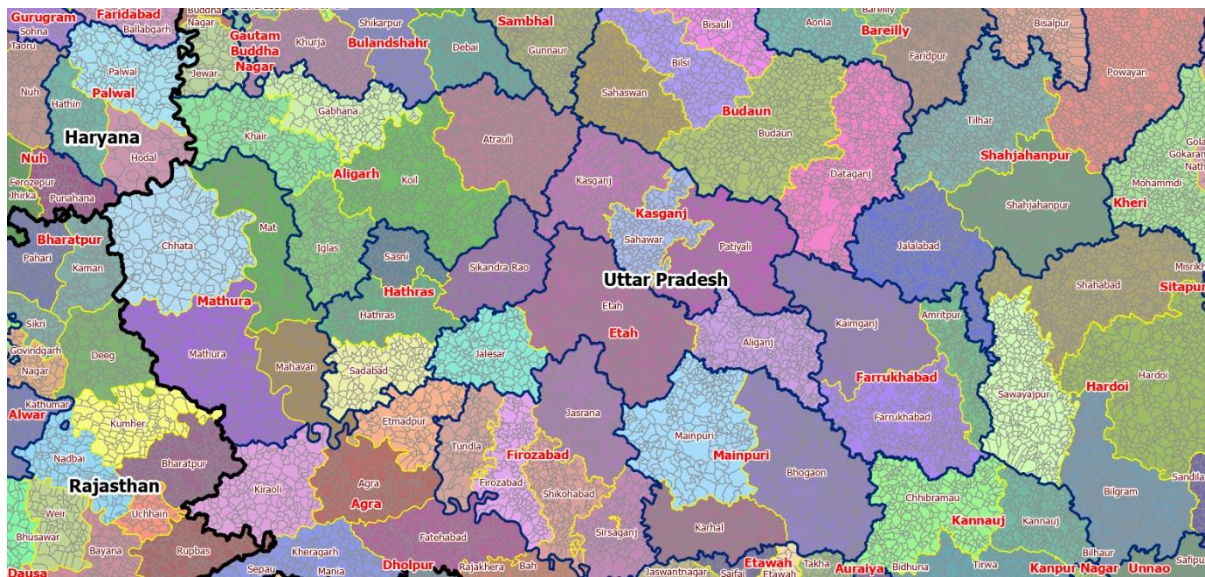 Gurugram
Faridabad
Sohna
Ballabgarh
Buddha
Nagar
Gautam
Buddha
Nagar
Khurja
Shikarpur
Bulandshahr
Debai
Sambhal
Gunnaur
Bisauli
Aonla
Bareilly
Bareilly
Faridpur
Bisalpur
Powayan
Taoru
Palwal
Palwal
Jewar
Nuh
Hathin
Haryana
Hodal
Khair
Gabhana
Atrauli
Sahaswan
Bilsi
Budaun
Budaun
Tilhar
Shahjahanpur
Gola
Gokaran
Nath
Mohammdi
Kheri
Nuh
Ferozepur
Jhirka
Punahana
Aligarh
Koil
Kasganj
Dataganj
Shahjahanpur
Bharatpur
Pahari
Kaman
Chhata
Mat
Iglas
Sasni
Sikandra Rao
Kasganj
Sahawar
Patiyali
Jalalabad
Misrikh
Shahabad
Sitapur
Uttar Pradesh
Mathura
Hathras
Hathras
Etah
Etah
Kaimganj
Amritpur
Sikri
Govindgarh
Nagar
Deeg
Mathura
Mahavan
Sadabad
Jalesar
Aliganj
Farrukhabad
Hardoi
Hardoi
Sawayajpur
Alwar
Kathumar
Kumher
Etmadpur
Jasrana
Farrukhabad
Nadbai
Bharatpur
Tundla
Firozabad
Mainpuri
Mainpuri
Bhogaon
Rajasthan
Kiraoli
Agra
Agra
Firozabad
Shikohabad
Sandila
Bilgram
Weir
Uchhain
Chhibramau
Kannauj
Kannauj
Bhusawar
Bayana
Rupbas
Fatehabad
Sirsaganj
Karhal
Kheragarh
Dausa
Sepau
Mania
Dholpur
Rajakhera
Bah
Jaswantnagar
Saifai
Etawah
Etawah
Takha
Auraiya
Bidhuna
Tirwa
Bilhaur
Kanpur Nagar
Unnao
Safipur